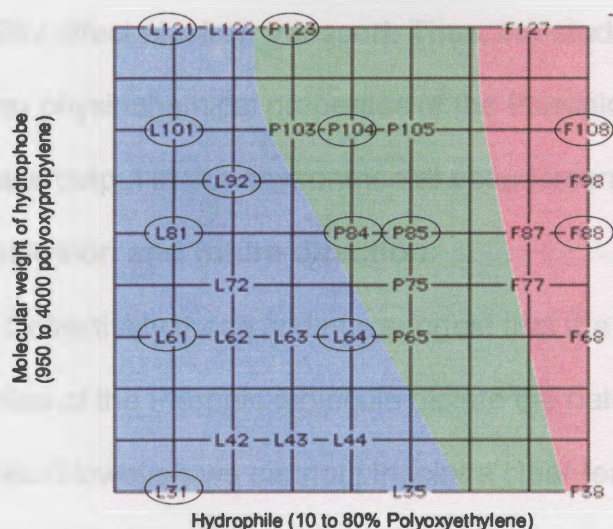 L121 L122 P123 F127
L101 P103 P104 P105 F108
L92 F98
L81 P84 P85 F87 F88
L72 P75 F77
L61 L62 L63 L64 P65 F68
L42 L43 L44
L31 L35 F38
Molecular weight of hydrophobe
(950 to 4000 polyoxypropylene)
Hydrophile (10 to 80% Polyoxyethylene)